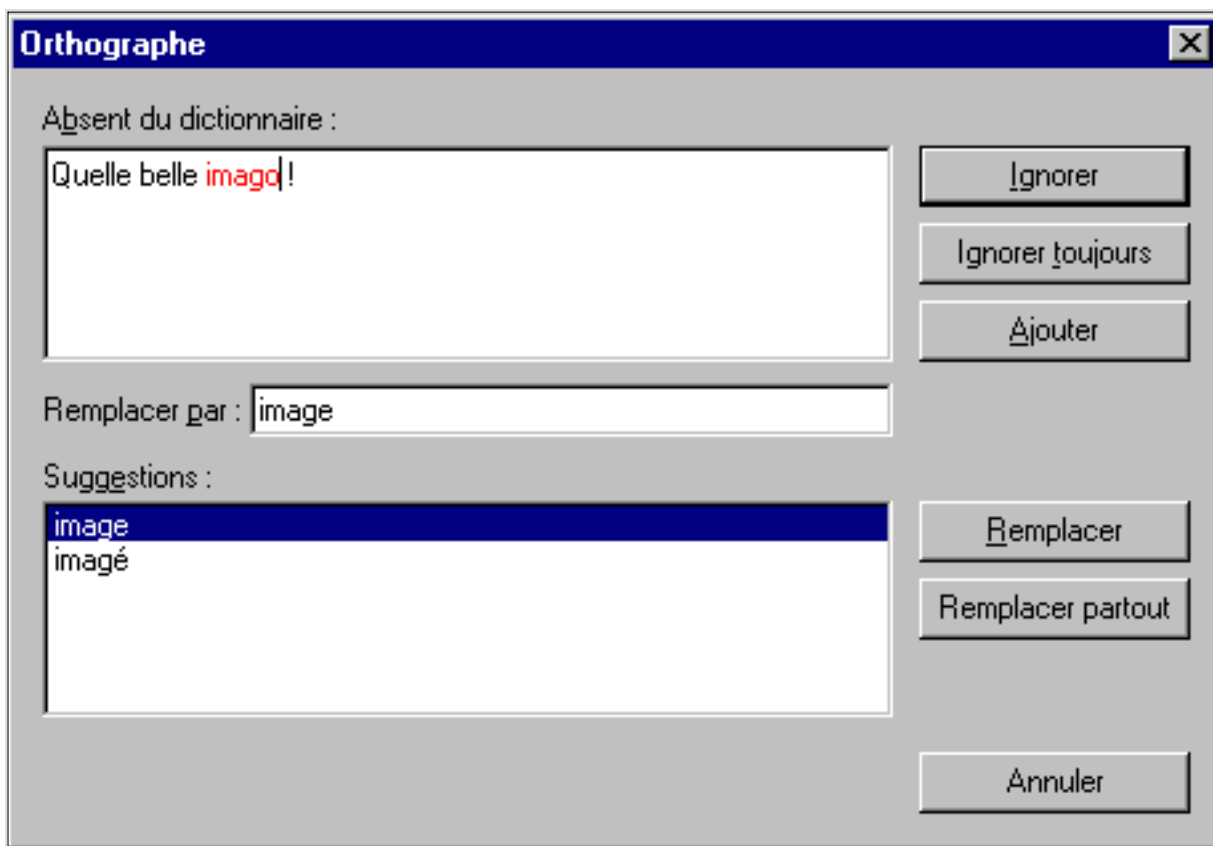 Orthographe
Absent du dictionnaire :
Quelle belle imago !
Ignorer
Ignorer toujours
Ajouter
Remplacer par : image
Suggestions :
image
imagé
Remplacer
Remplacer partout
Annuler